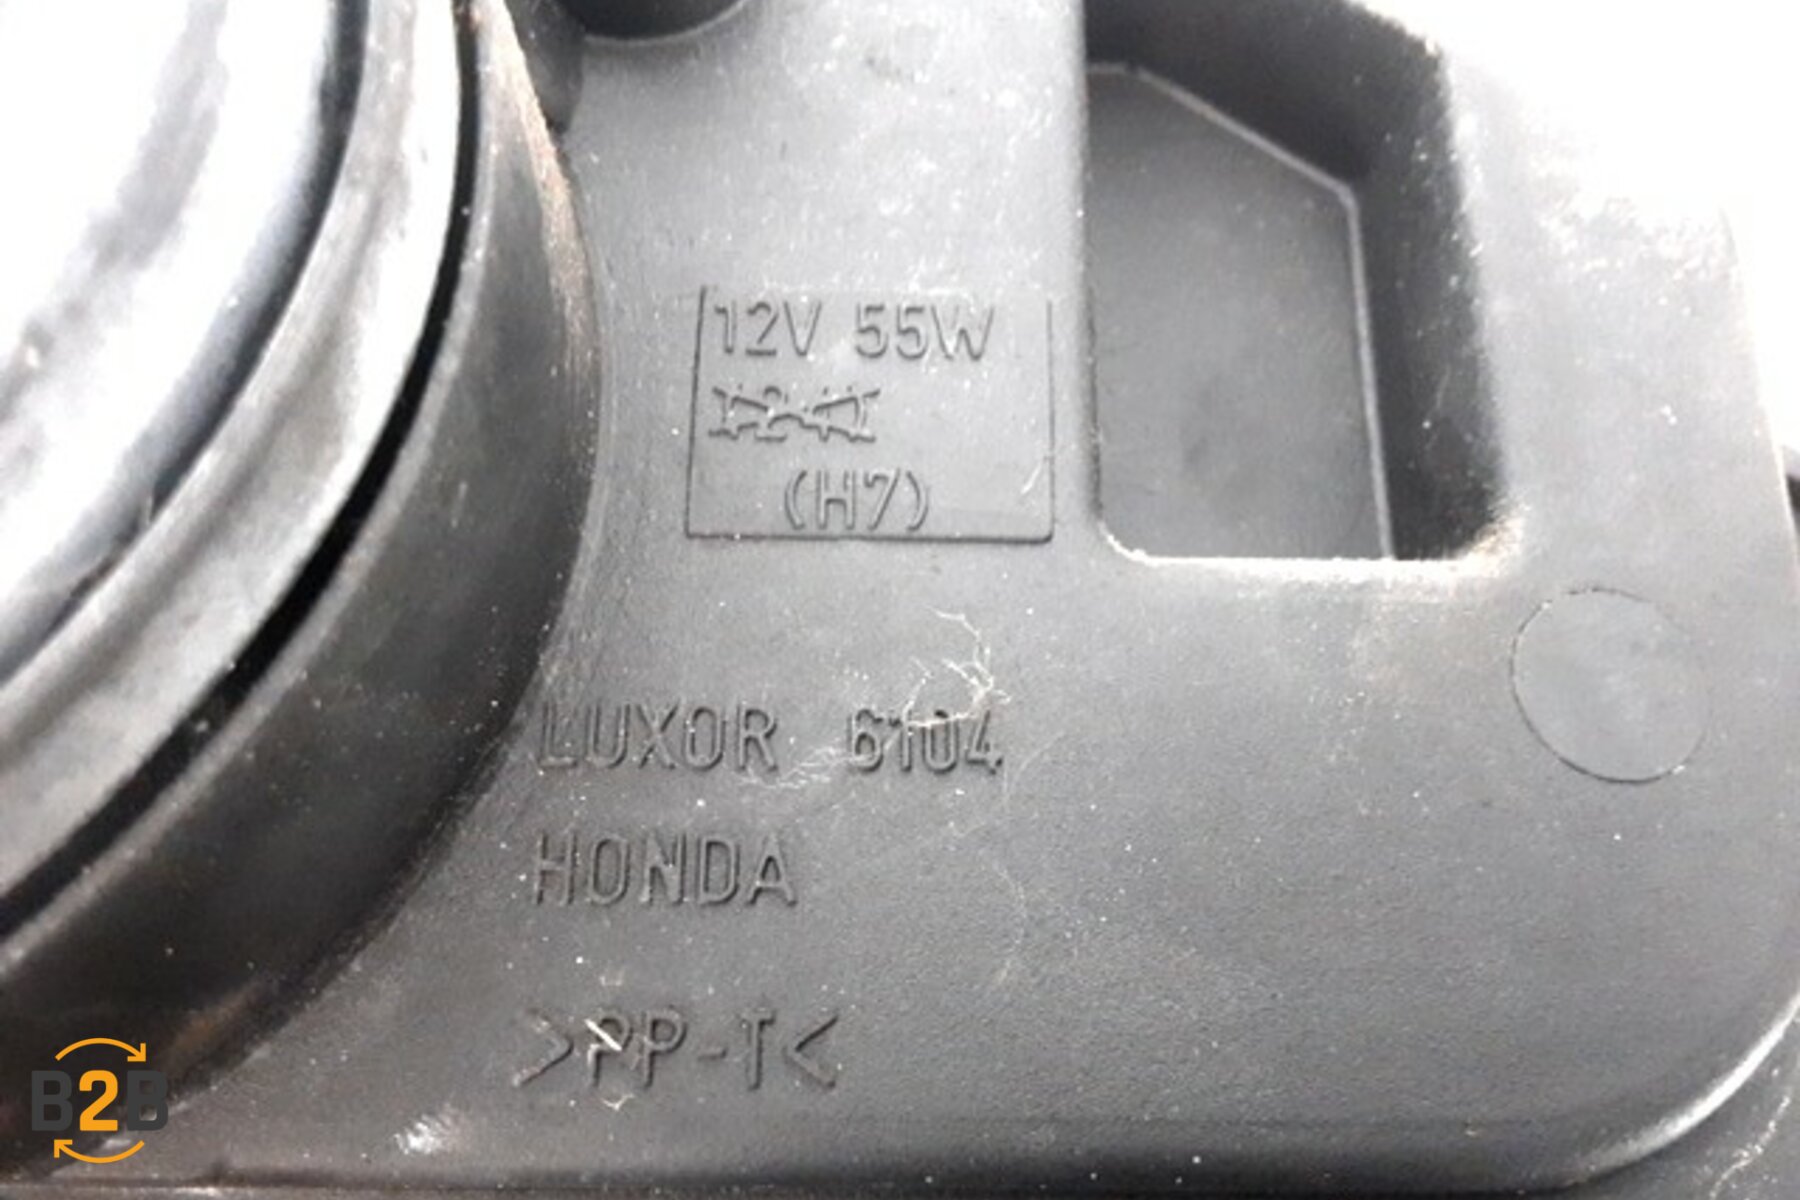 12V 55W
(H7)
LUXOR 6104
HONDA
>PP-T<
B2B